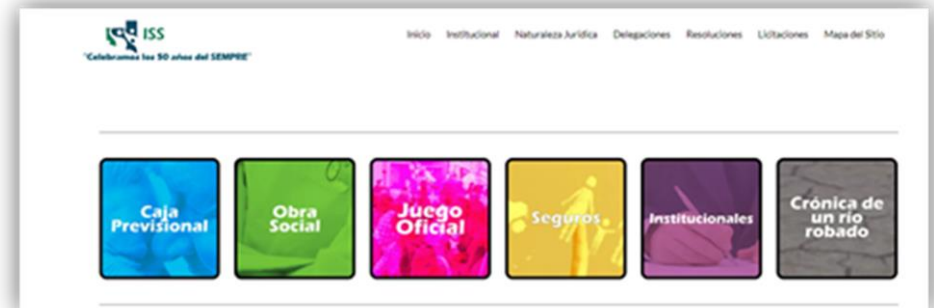 ISS
"Celebramos los 50 años del SEMPRE"
Inicio Institucional Naturaleza Jurídica Delegaciones Resoluciones Licitaciones Mapa del Sitio
Caja
Previsional
Obra
Social
Juego
Oficial
Seguros
Institucionales
Crónica de
un río
robado